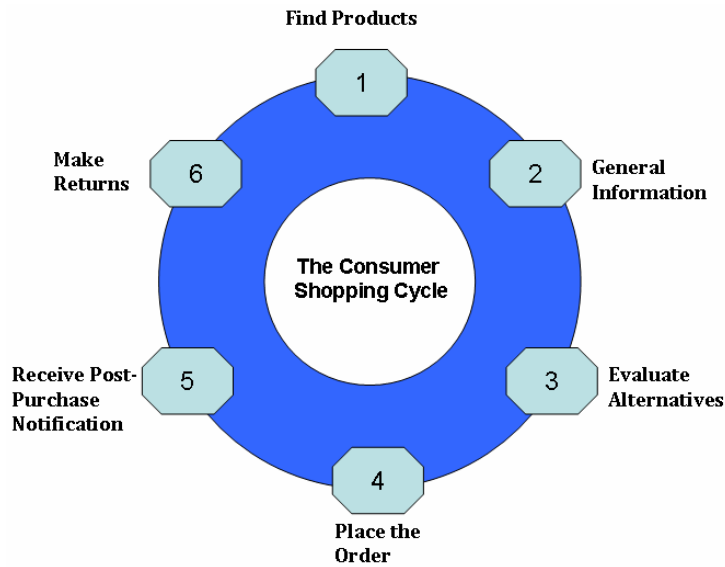 Find Products
1
2
General
Information
3
Evaluate
Alternatives
4
Place the
Order
5
Receive Post-
Purchase
Notification
6
Make
Returns
The Consumer
Shopping Cycle